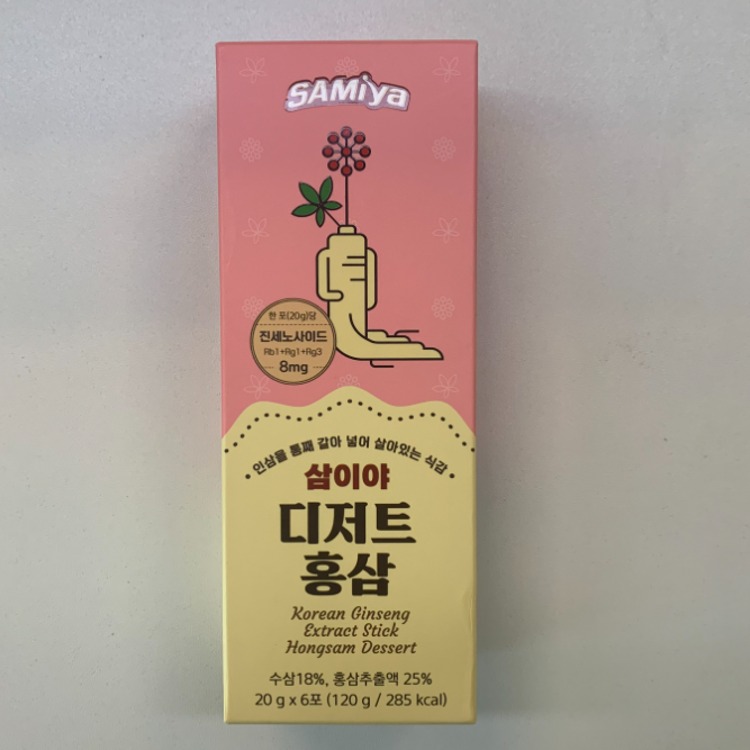 SAMiya
한 포(20g)당
진세노사이드
Rb1+Rg1+Rg3
8mg
인삼을 통째 갈아 넣어 살아있는 식감
삼이야
디저트
홍삼
Korean Ginseng
Extract Stick
Hongsam Dessert
수삼18%, 홍삼추출액 25%
20 g x 6포 (120 g / 285 kcal)